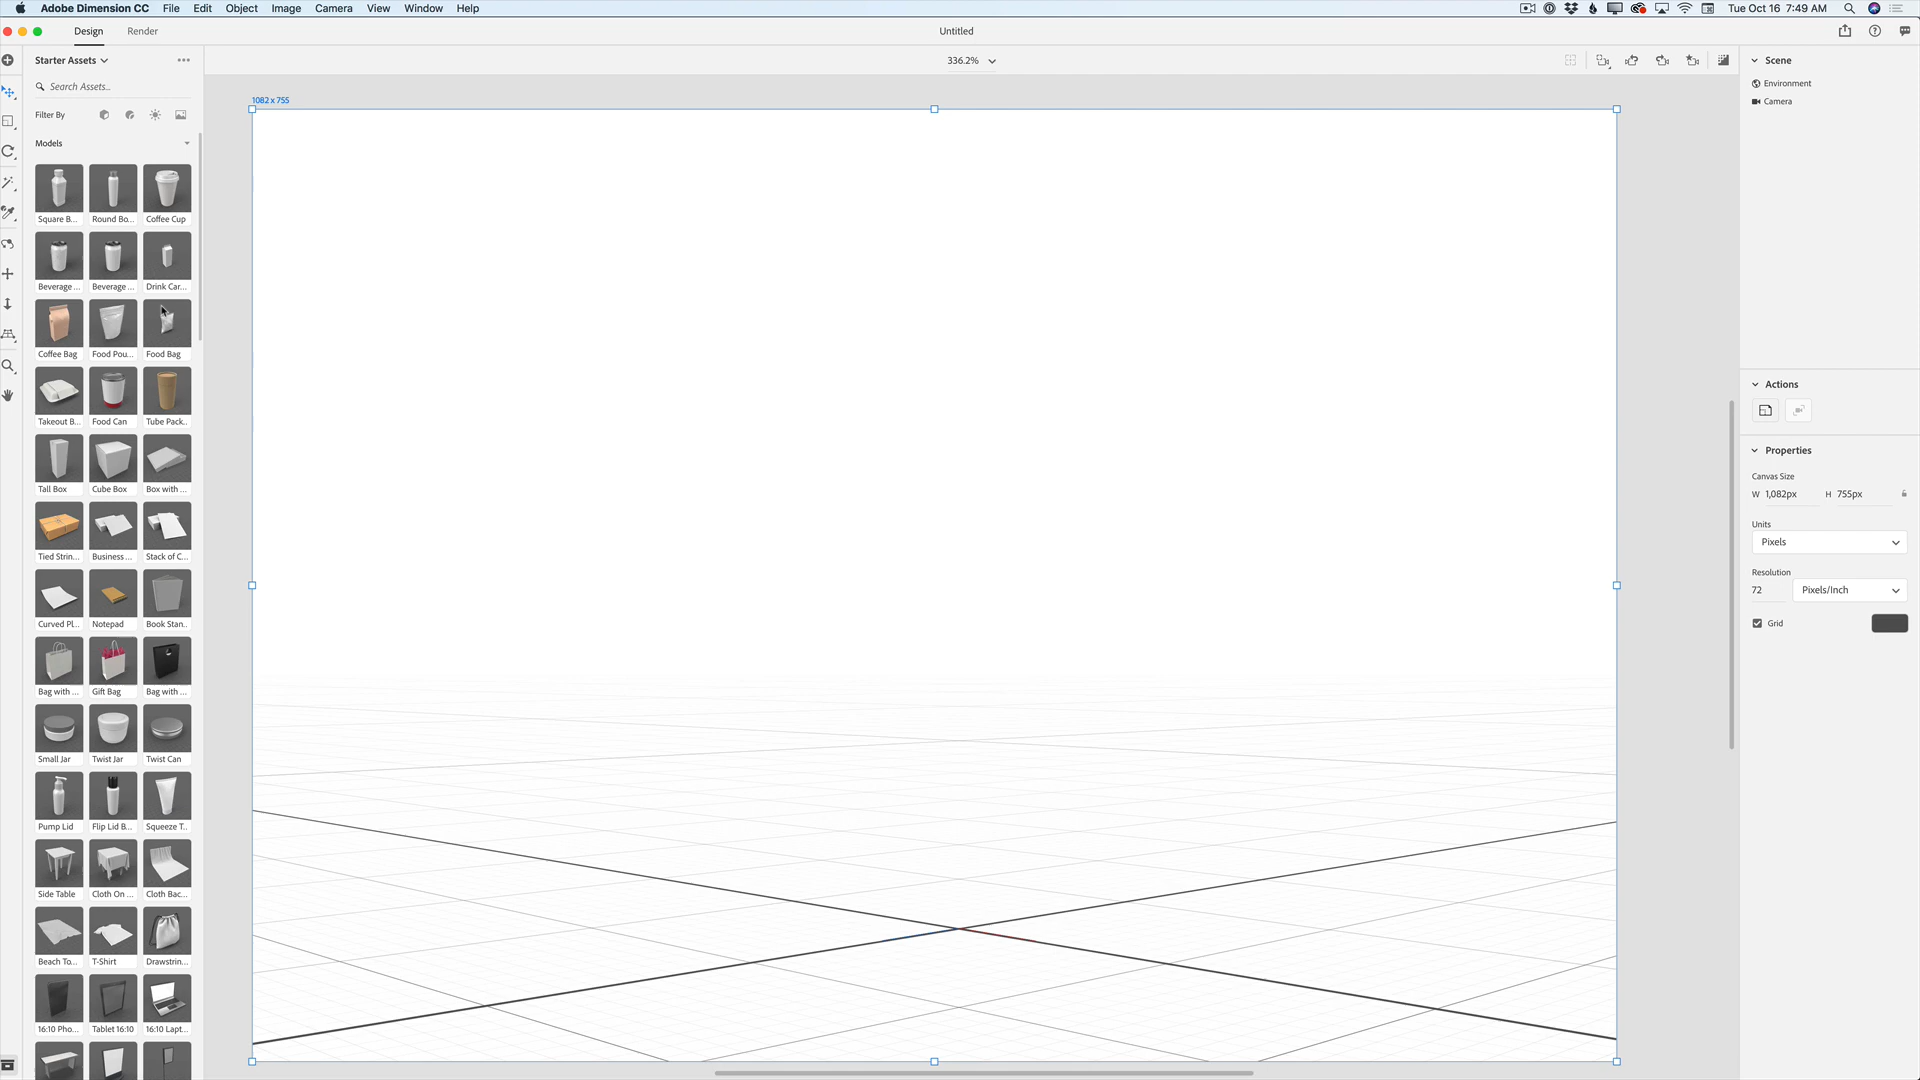 Adobe Dimension CC File Edit Object Image Camera View Window Help Tue Oct 16 7:49 AM
Design Render Untitled
Starter Assets 336.2% Scene
Search Assets..
Environment
Camera
1082 x 755
Filter By
Models
Square B... Round Bo... Coffee Cup
Beverage ... Beverage ... Drink Car...
Coffee Bag Food Pou... Food Bag
Takeout B... Food Can Tube Pack..
Tall Box Cube Box Box with ...
Tied Strin... Business ... Stack of C...
Curved Pl... Notepad Book Stan..
Bag with ... Gift Bag Bag with ...
Small Jar Twist Jar Twist Can
Pump Lid Flip Lid B... Squeeze T..
Side Table Cloth On ... Cloth Bac...
Beach To... T-Shirt Drawstrin...
16:10 Pho... Tablet 16:10 16:10 Lapt..
Actions
Properties
Canvas Size
W 1,082px H 755px
Units
Pixels
Resolution
72 Pixels/Inch
Grid